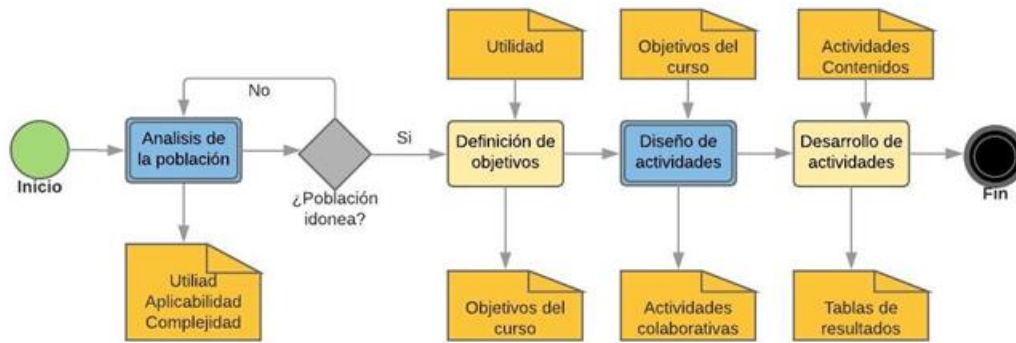 Utilidad
Objetivos del
curso
Actividades
Contenidos
No
Inicio
Analisis de
la población
¿Población
idonea?
Si
Definición de
objetivos
Diseño de
actividades
Desarrollo de
actividades
Fin
Utiliad
Aplicabilidad
Complejidad
Objetivos del
curso
Actividades
colaborativas
Tablas de
resultados